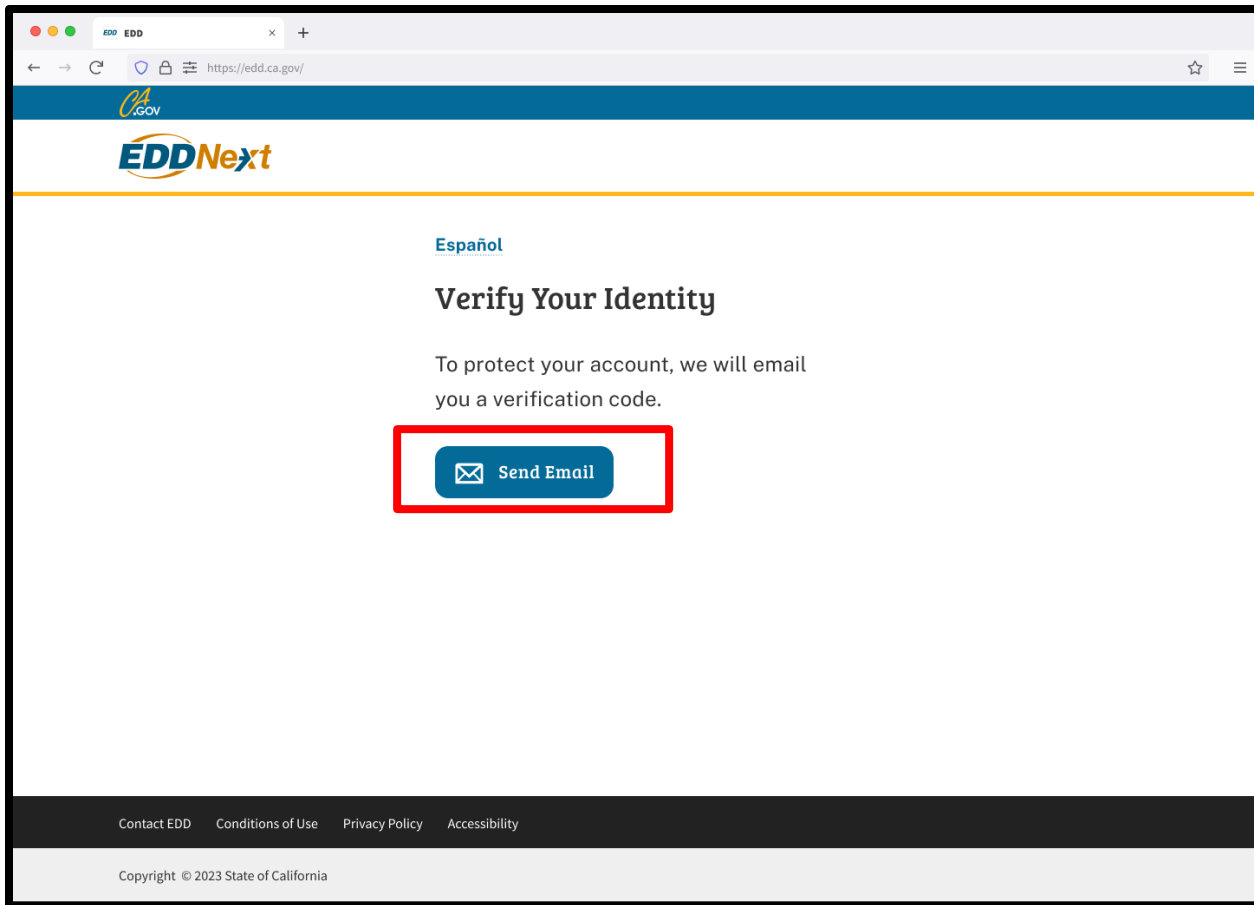 EDD EDD
https://edd.ca.gov/
CA.GOV
EDDNext
Español
Verify Your Identity
To protect your account, we will email
you a verification code.
Send Email
Contact EDD Conditions of Use Privacy Policy Accessibility
Copyright © 2023 State of California